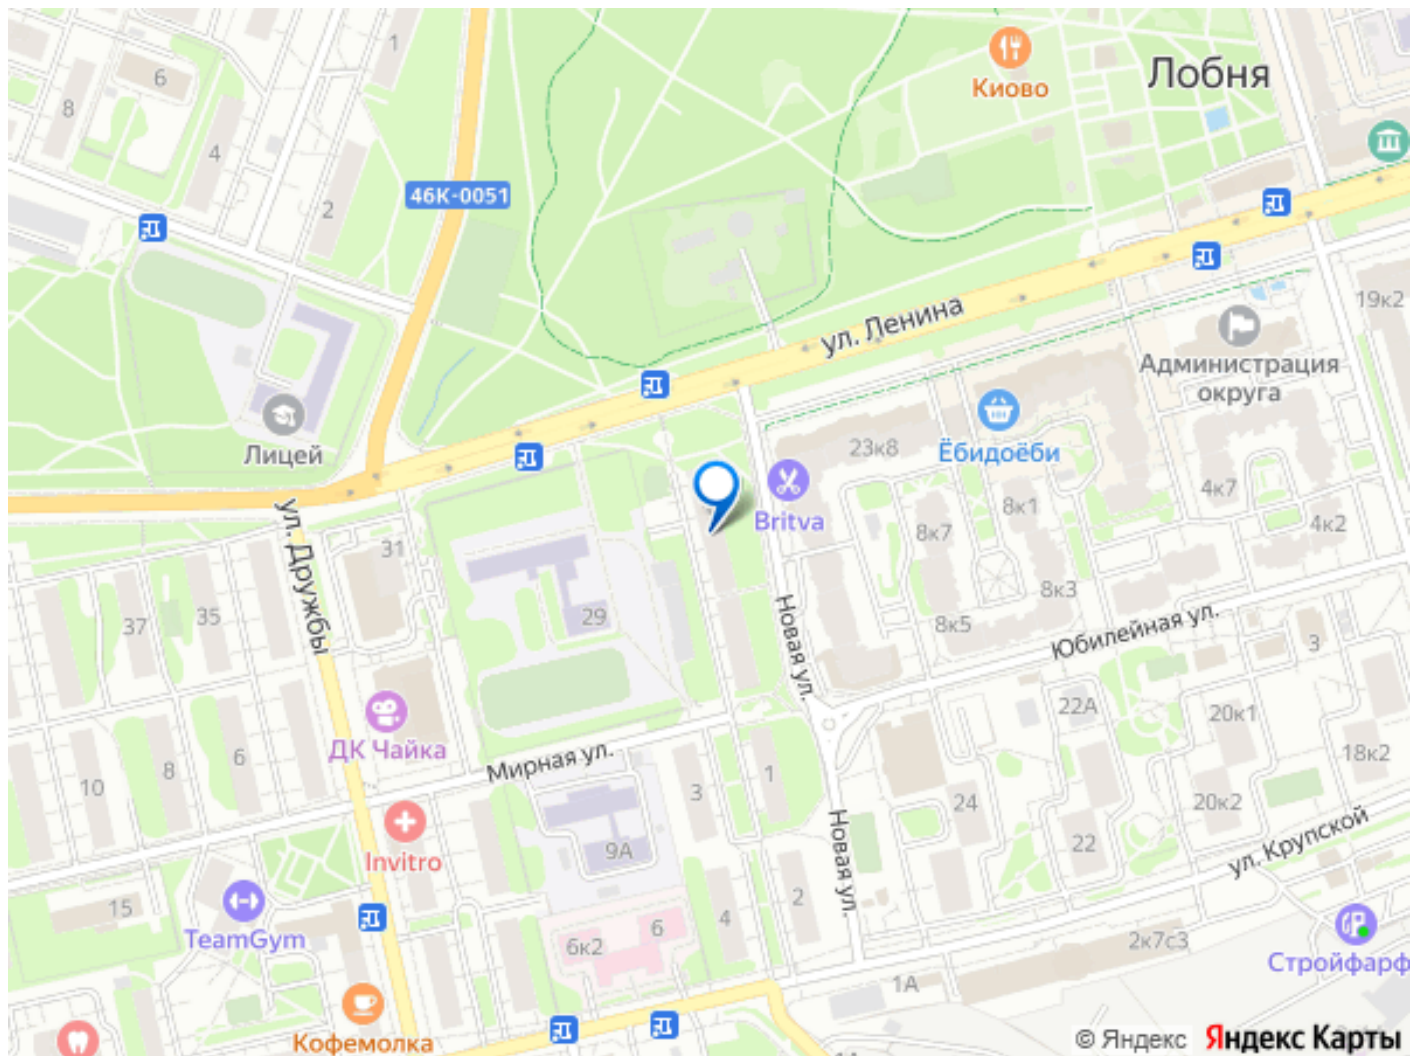 1
6
8
4
2
46К-0051
Киово
Лобня
ул. Ленина
19к2
Администрация
округа
Лицей
23к8
Ёбидоёби
Britva
8к7
8к1
4к7
4к2
ул. Дружбы
31
37
35
29
Новая ул.
8к5
8к3
Юбилейная ул.
3
22А
20к1
18к2
ДК Чайка
10
8
6
Мирная ул.
3
1
24
20к2
22
Новая ул.
ул. Крупской
Invitro
9А
15
TeamGym
6к2
6
4
2
2к7с3
1А
Стройфарф
Кофемолка
© Яндекс Яндекс Карты